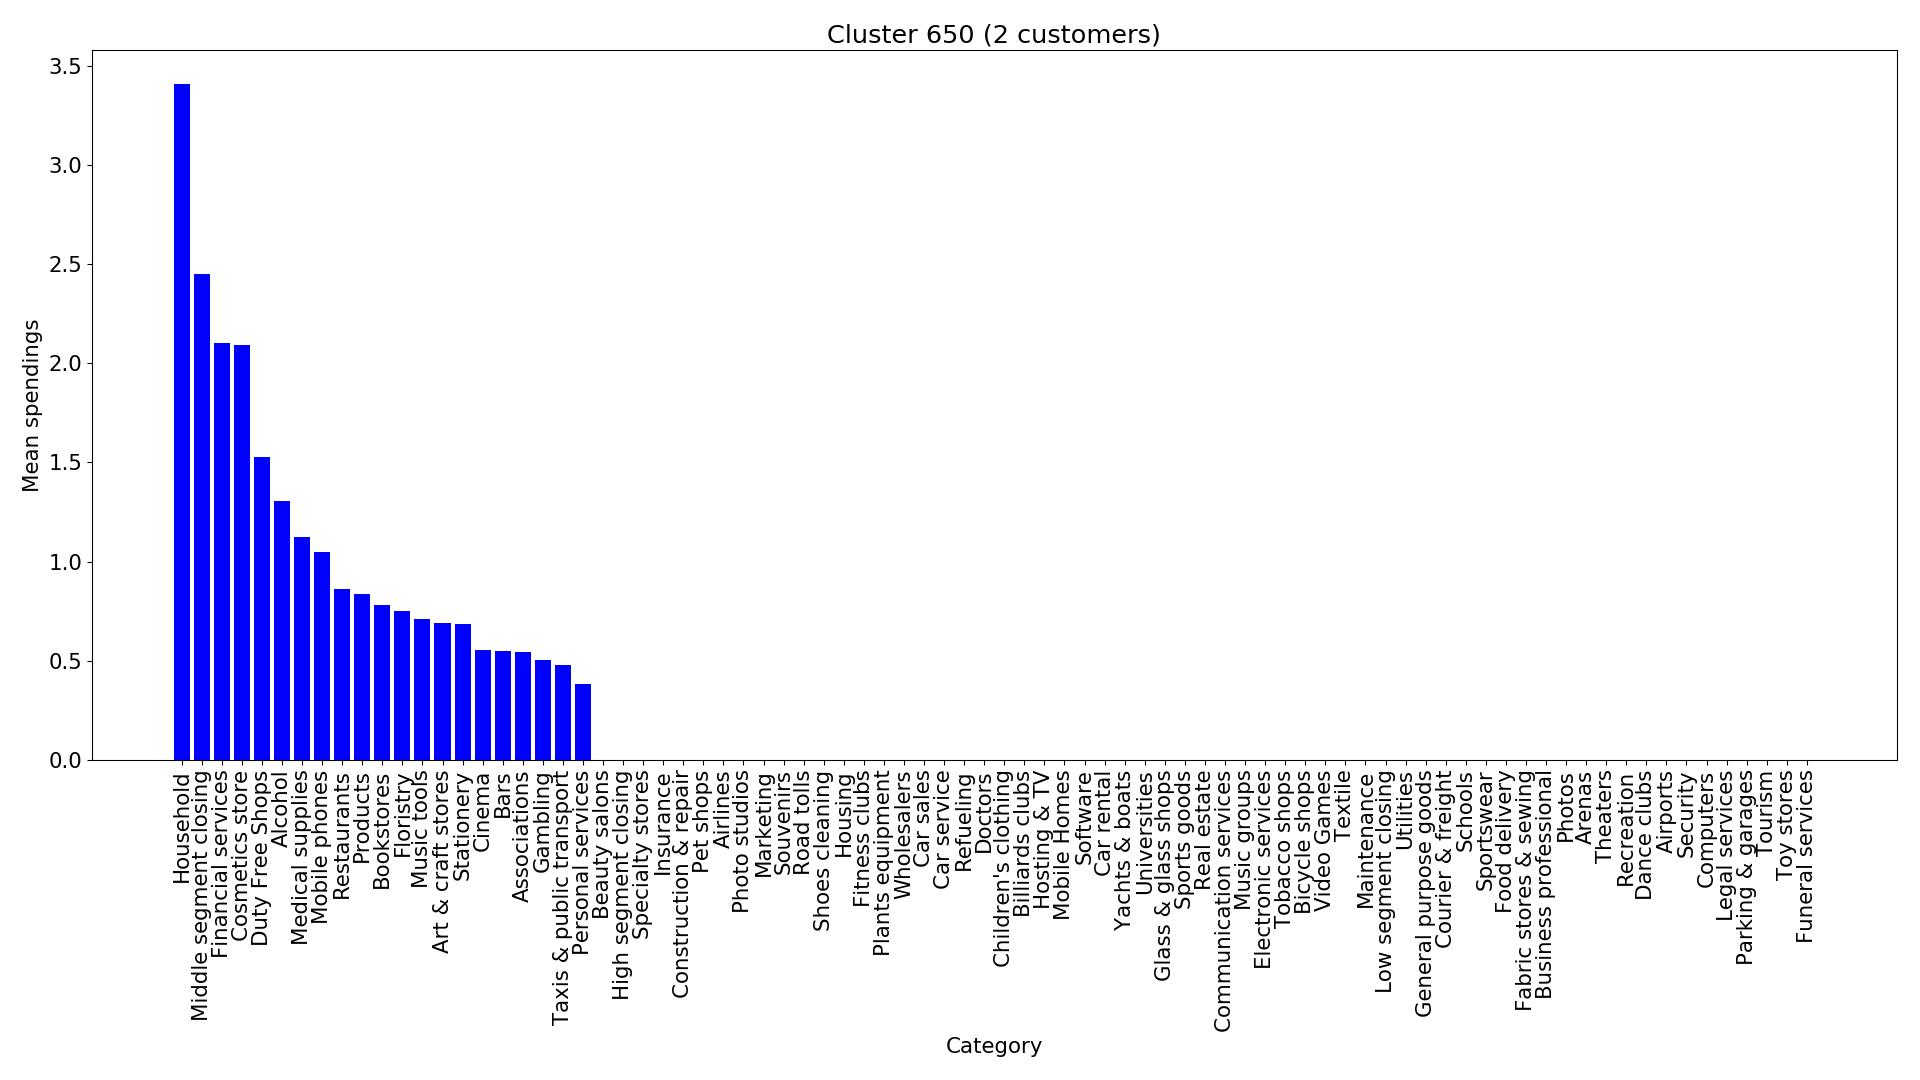 Cluster 650 (2 customers)
3.5
3.0
2.5
2.0
1.5
1.0
0.5
0.0
Mean spendings
Household
Middle segment closing
Financial services
Cosmetics store
Duty Free Shops
Alcohol
Medical supplies
Mobile phones
Restaurants
Products
Bookstores
Floristry
Music tools
Art & craft stores
Stationery
Cinema
Bars
Associations
Gambling
Taxis & public transport
Personal services
Beauty salons
High segment closing
Specialty stores
Insurance
Construction & repair
Pet shops
Airlines
Photo studios
Marketing
Souvenirs
Road tolls
Shoes cleaning
Housing
Fitness clubs
Plants equipment
Wholesalers
Car sales
Car service
Refueling
Doctors
Children's clothing
Billiards clubs
Hosting & TV
Mobile Homes
Software
Car rental
Yachts & boats
Universities
Glass & glass shops
Sports goods
Real estate
Communication services
Music groups
Electronic services
Tobacco shops
Bicycle shops
Video Games
Textile
Maintenance
Low segment closing
Utilities
General purpose goods
Courier & freight
Schools
Sportswear
Food delivery
Fabric stores & sewing
Business professional
Photos
Arenas
Theaters
Recreation
Dance clubs
Airports
Security
Computers
Legal services
Parking & garages
Tourism
Toy stores
Funeral services
Category